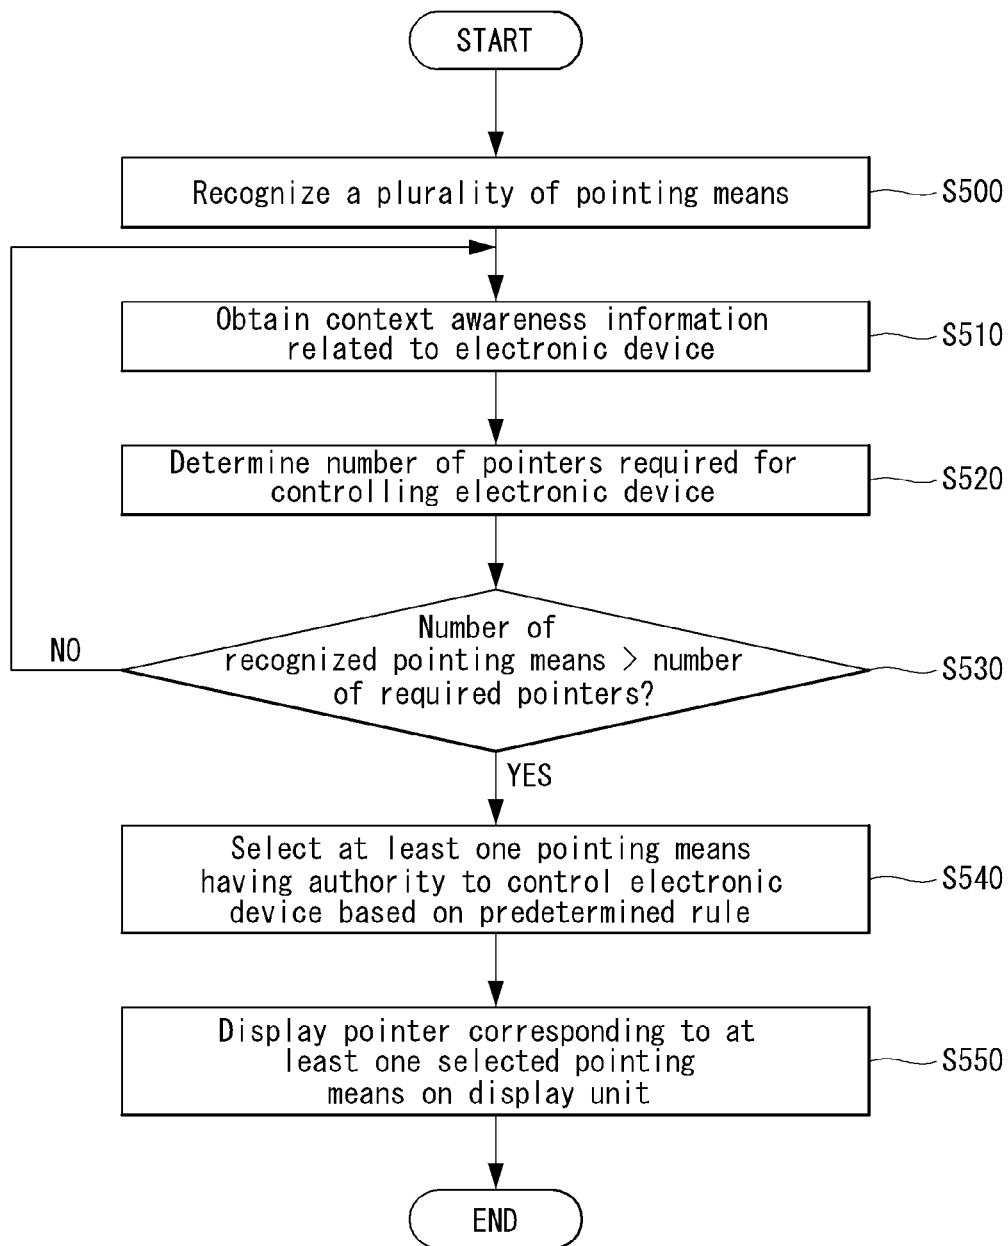 START
Recognize a plurality of pointing means
S500
Obtain context awareness information
related to electronic device
S510
Determine number of pointers required for
controlling electronic device
S520
Number of
recognized pointing means > number
of required pointers?
S530
NO
YES
Select at least one pointing means
having authority to control electronic
device based on predetermined rule
S540
Display pointer corresponding to at
least one selected pointing
means on display unit
S550
END